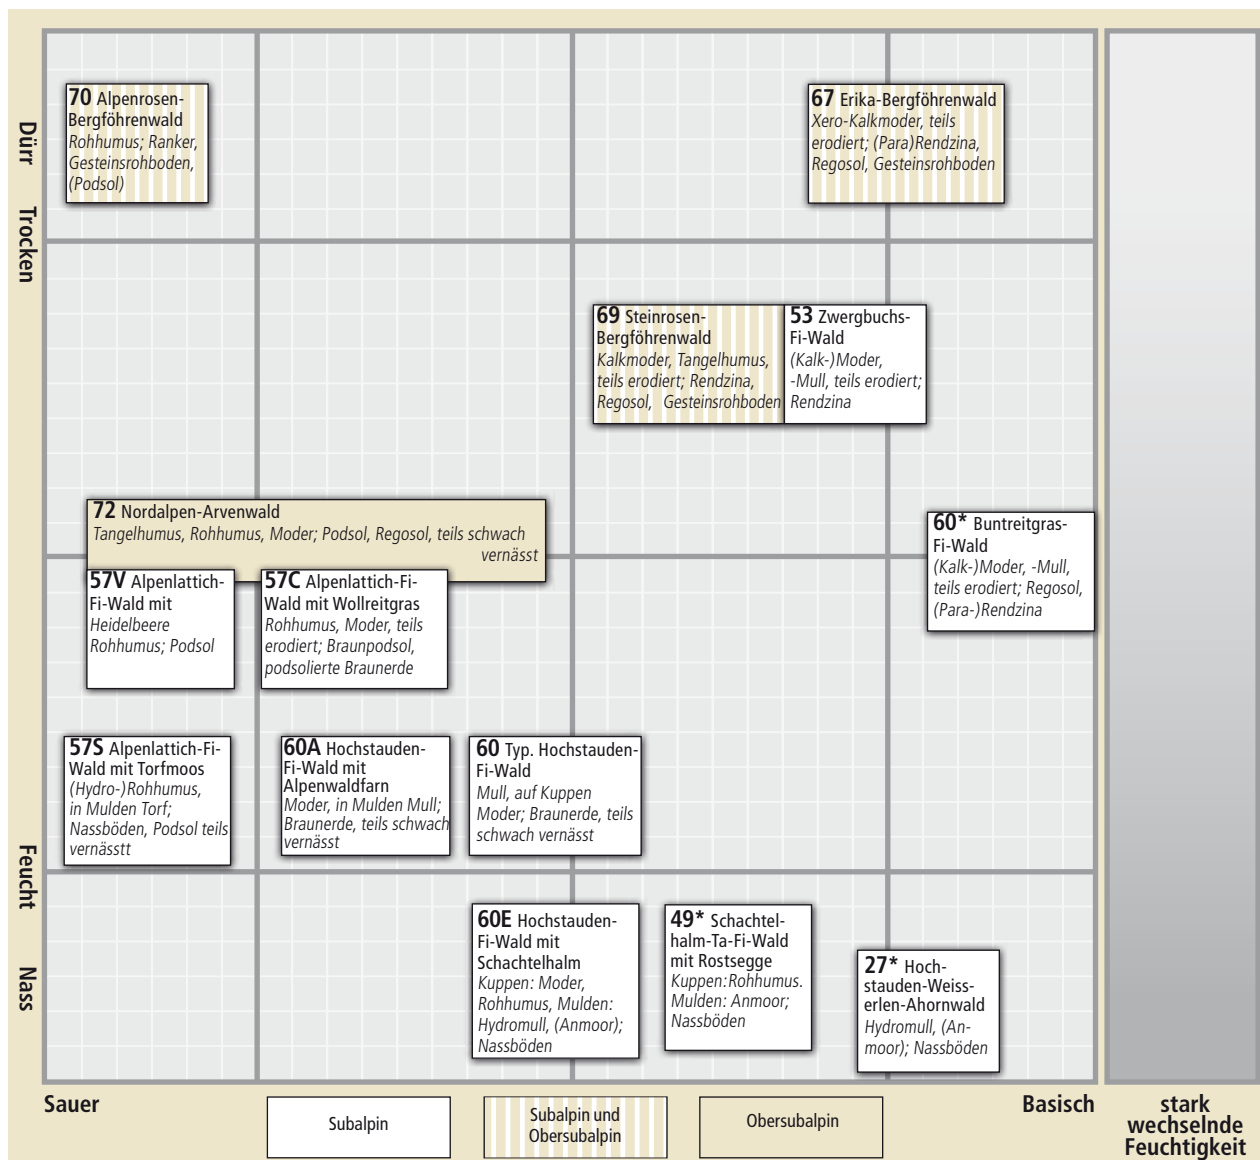 Dürr
Trocken
Feucht
Nass
70 Alpenrosen-
Bergföhrenwald
Rohhumus; Ranker,
Gesteinsrohboden,
(Podsol)
67 Erika-Bergföhrenwald
Xero-Kalkmoder, teils
erodiert; (Para)Rendzina,
Regosol, Gesteinsrohboden
69 Steinrosen-
Bergföhrenwald
Kalkmoder, Tangelhumus,
teils erodiert; Rendzina,
Regosol, Gesteinsrohboden
53 Zwergbuchs-
Fi-Wald
(Kalk-)Moder,
-Mull, teils erodiert;
Rendzina
72 Nordalpen-Arvenwald
Tangelhumus, Rohhumus, Moder; Podsol, Regosol, teils schwach
vernässt
60* Buntreitgras-
Fi-Wald
(Kalk-)Moder, -Mull,
teils erodiert; Regosol,
(Para-)Rendzina
57V Alpenlattich-
Fi-Wald mit
Heidelbeere
Rohhumus; Podsol
57C Alpenlattich-Fi-
Wald mit Wollreitgras
Rohhumus, Moder, teils
erodiert; Braunpodsol,
podsolierte Braunerde
57S Alpenlattich-Fi-
Wald mit Torfmoos
(Hydro-)Rohhumus,
in Mulden Torf;
Nassböden, Podsol teils
vernässtt
60A Hochstauden-
Fi-Wald mit
Alpenwaldfarn
Moder, in Mulden Mull;
Braunerde, teils schwach
vernässt
60 Typ. Hochstauden-
Fi-Wald
Mull, auf Kuppen
Moder; Braunerde, teils
schwach vernässt
60E Hochstauden-
Fi-Wald mit
Schachtelhalm
Kuppen: Moder,
Rohhumus, Mulden:
Hydromull, (Anmoor);
Nassböden
49* Schachtel-
halm-Ta-Fi-Wald
mit Rostsegge
Kuppen:Rohhumus.
Mulden: Anmoor;
Nassböden
27* Hoch-
stauden-Weiss-
erlen-Ahornwald
Hydromull, (An-
moor); Nassböden
Sauer
Basisch
stark
wechselnde
Feuchtigkeit
Subalpin
Subalpin und
Obersubalpin
Obersubalpin